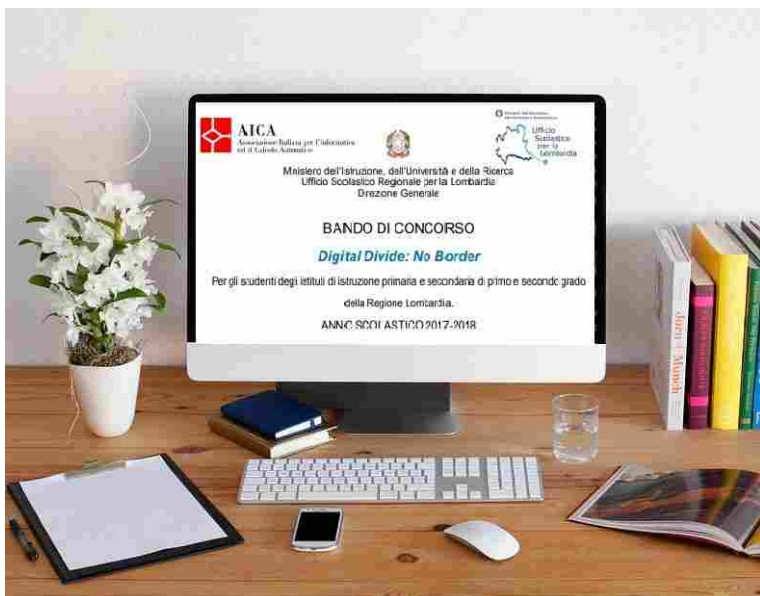 AICA
Associazione Italiana per l'Informatica
ed il Calcolo Automatico
Ufficio
Scolastico
per la
Lombardia
Ministero dell'Istruzione, dell'Università e della Ricerca
Ufficio Scolastico Regionale per la Lombardia
Direzione Generale
BANDO DI CONCORSO
Digital Divide: No Border
Per gli studenti degli istituti di istruzione primaria e secondaria di primo e secondo grado
della Regione Lombardia.
ANNO SCOLASTICO 2017-2018
Jorn + Munch